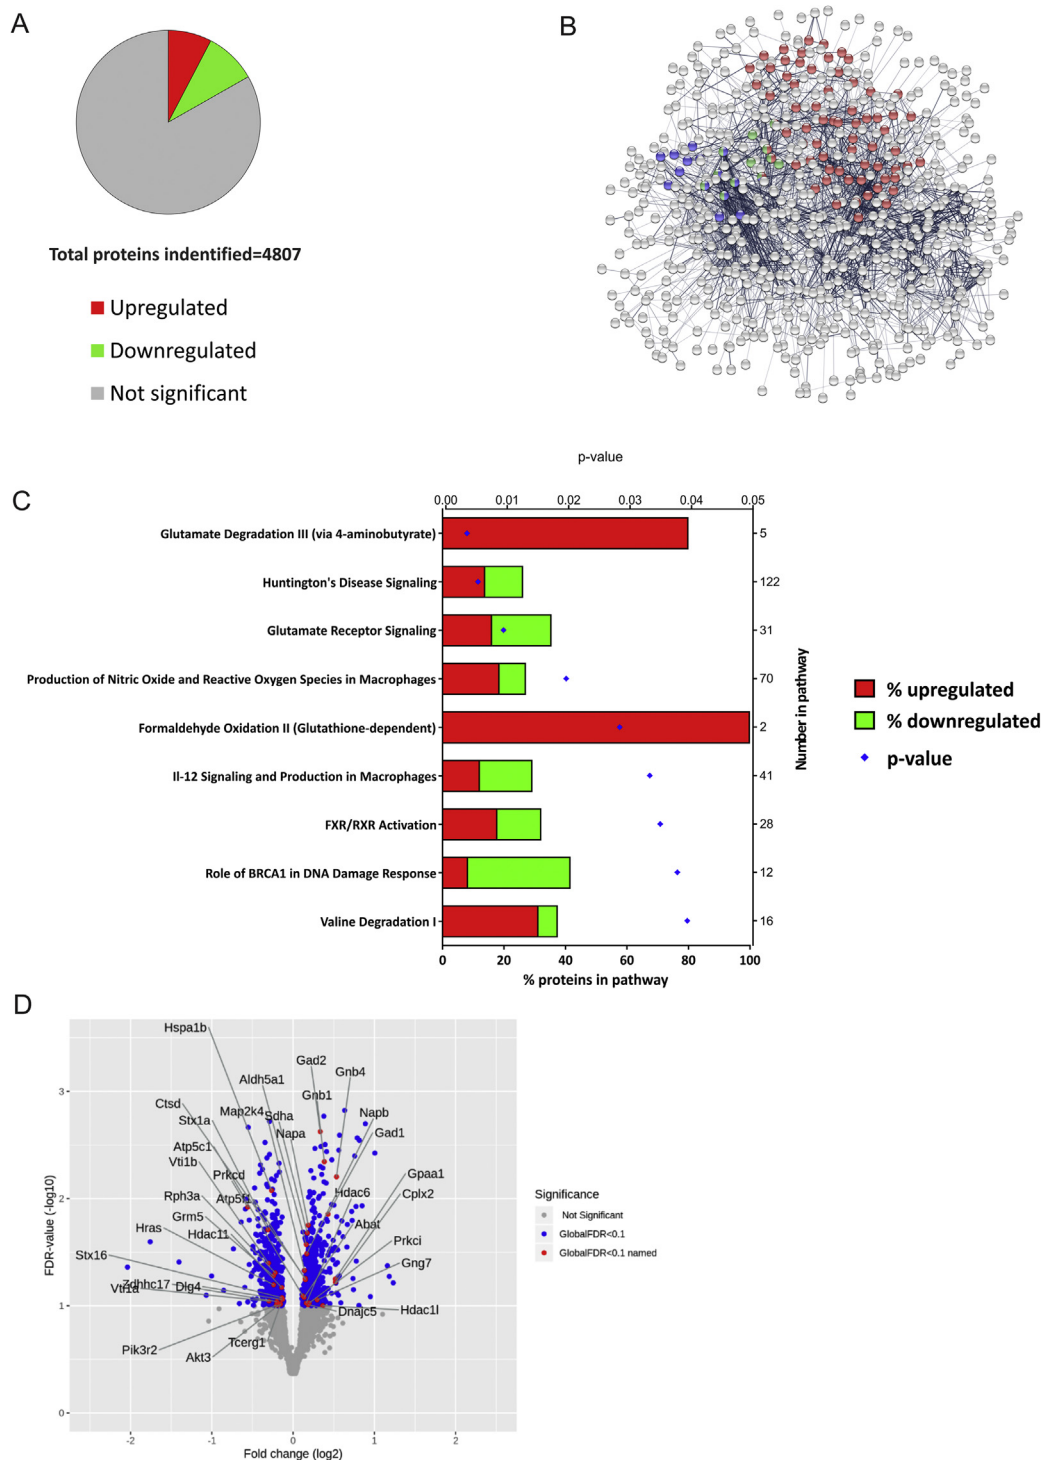 A
B
Total proteins indentified=4807
Upregulated
Downregulated
Not significant
C
p-value
0.00 0.01 0.02 0.03 0.04 0.05
Glutamate Degradation III (via 4-aminobutyrate) 5
Huntington's Disease Signaling 122
Glutamate Receptor Signaling 31
Production of Nitric Oxide and Reactive Oxygen Species in Macrophages 70
Formaldehyde Oxidation II (Glutathione-dependent) 2
Il-12 Signaling and Production in Macrophages 41
FXR/RXR Activation 28
Role of BRCA1 in DNA Damage Response 12
Valine Degradation I 16
Number in pathway
% upregulated
% downregulated
p-value
0 20 40 60 80 100
% proteins in pathway
D
Hspa1b
Gad2
Gnb4
Aldh5a1
Gnb1
Ctsd
Map2k4
Sdha
Napb
Stx1a
Napa
Gad1
Atp5c1
Vti1b
Prkcd
Gpaa1
Rph3a
Atp5f1
Hdac6
Cplx2
Grm5
Abat
Hras
Hdac11
Prkci
Stx16
Gng7
Zdhhc17
Vti1a
Dlg4
Dnajc5
Hdac1l
Pik3r2
Tcerg1
Akt3
3
2
1
0
FDR-value (-log10)
-2 -1 0 1 2
Fold change (log2)
Significance
Not Significant
GlobalFDR<0.1
GlobalFDR<0.1 named